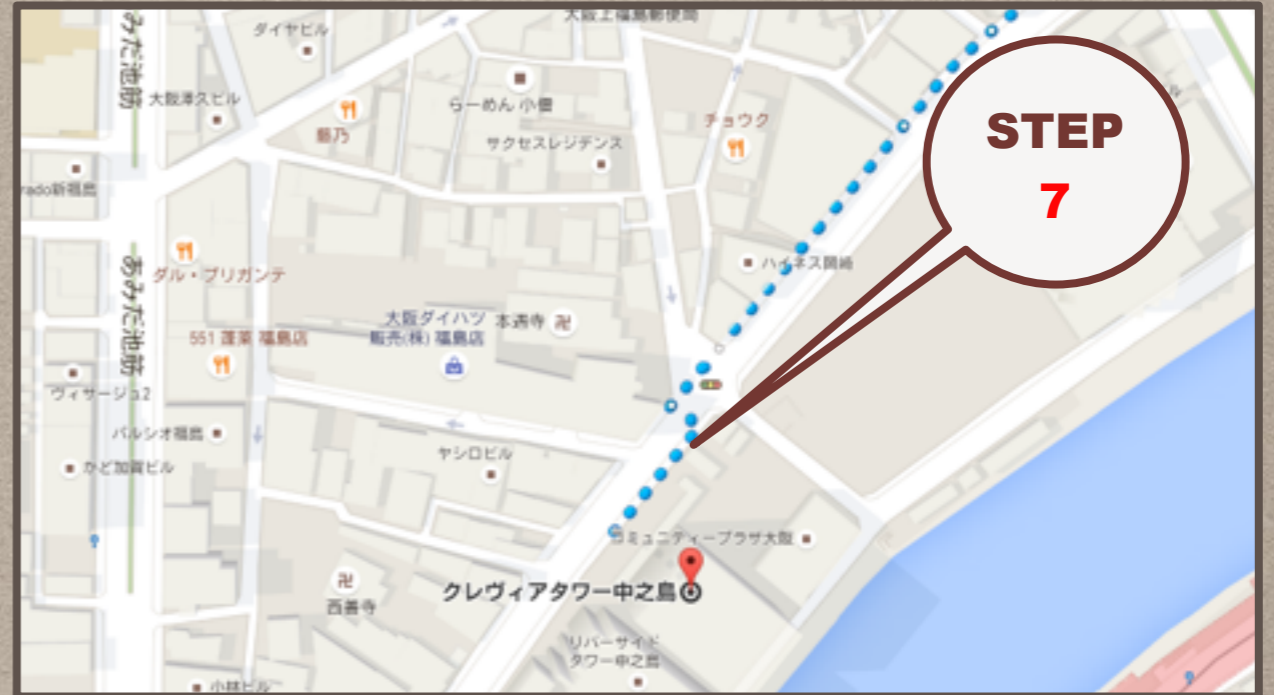 大阪上福島郵便局
ダイヤビル
みだ池筋
大阪澤久ビル
らーめん 小僧
藝乃
チョウク
サクセスレジデンス
STEP
7
rado新福島
ダル・ブリガンテ
あみだ池筋
ハイネス岡崎
大阪ダイハツ
販売(株) 福島店
本遇寺
551 蓬莱 福島店
ヴィサージュ2
パルシオ福島
ヤシロビル
かど加賀ビル
コミュニティープラザ大阪
クレヴィアタワー中之島
西善寺
リバーサイド
タワー中之島
小林ビル